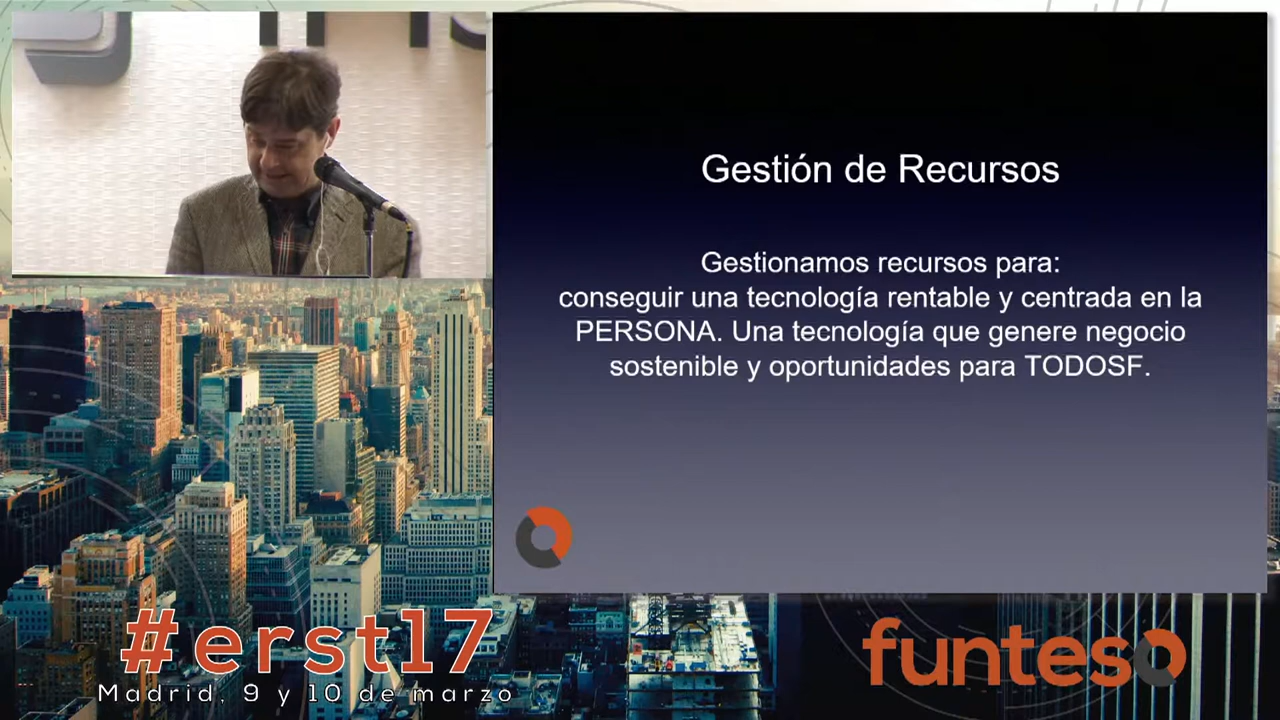 Gestión de Recursos
Gestionamos recursos para:
conseguir una tecnología rentable y centrada en la
PERSONA. Una tecnología que genere negocio
sostenible y oportunidades para TODOSF.
#erst17
Madrid, 9 y 10 de marzo
funteso